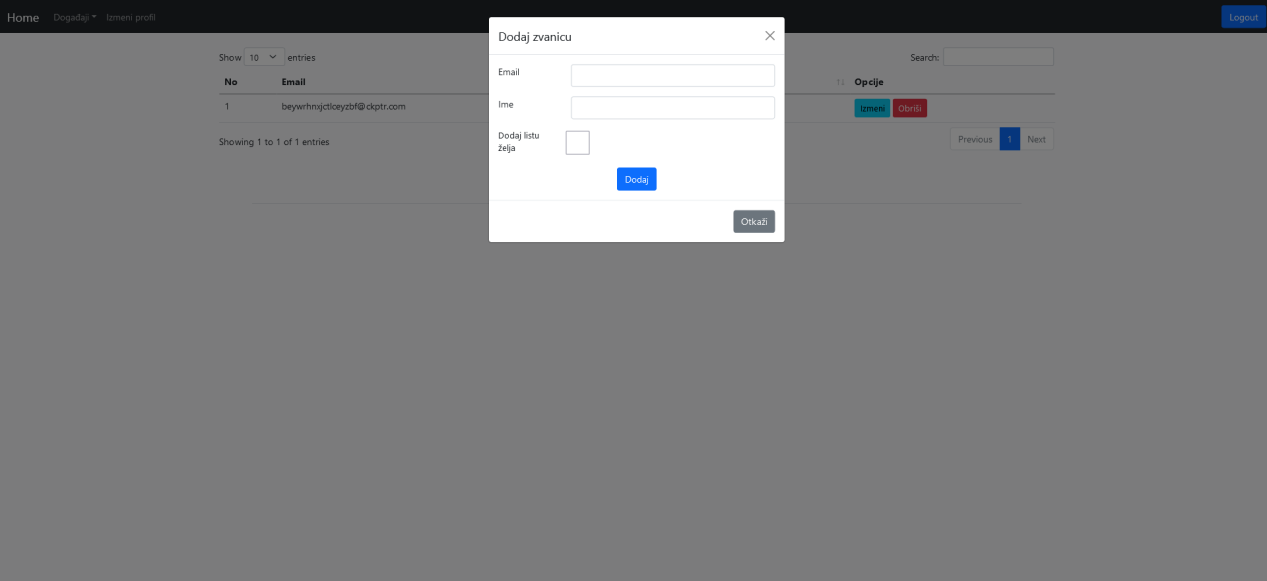 Home Događaji Izmeni profil Logout
Dodaj zvanicu
Show 10 entries Search:
No Email Opcije
1 beywrhnxjctlceyzbf@ckptr.com Izmeni Obriši
Showing 1 to 1 of 1 entries Previous 1 Next
Email
Ime
Dodaj listu
želja
Dodaj
Otkaži